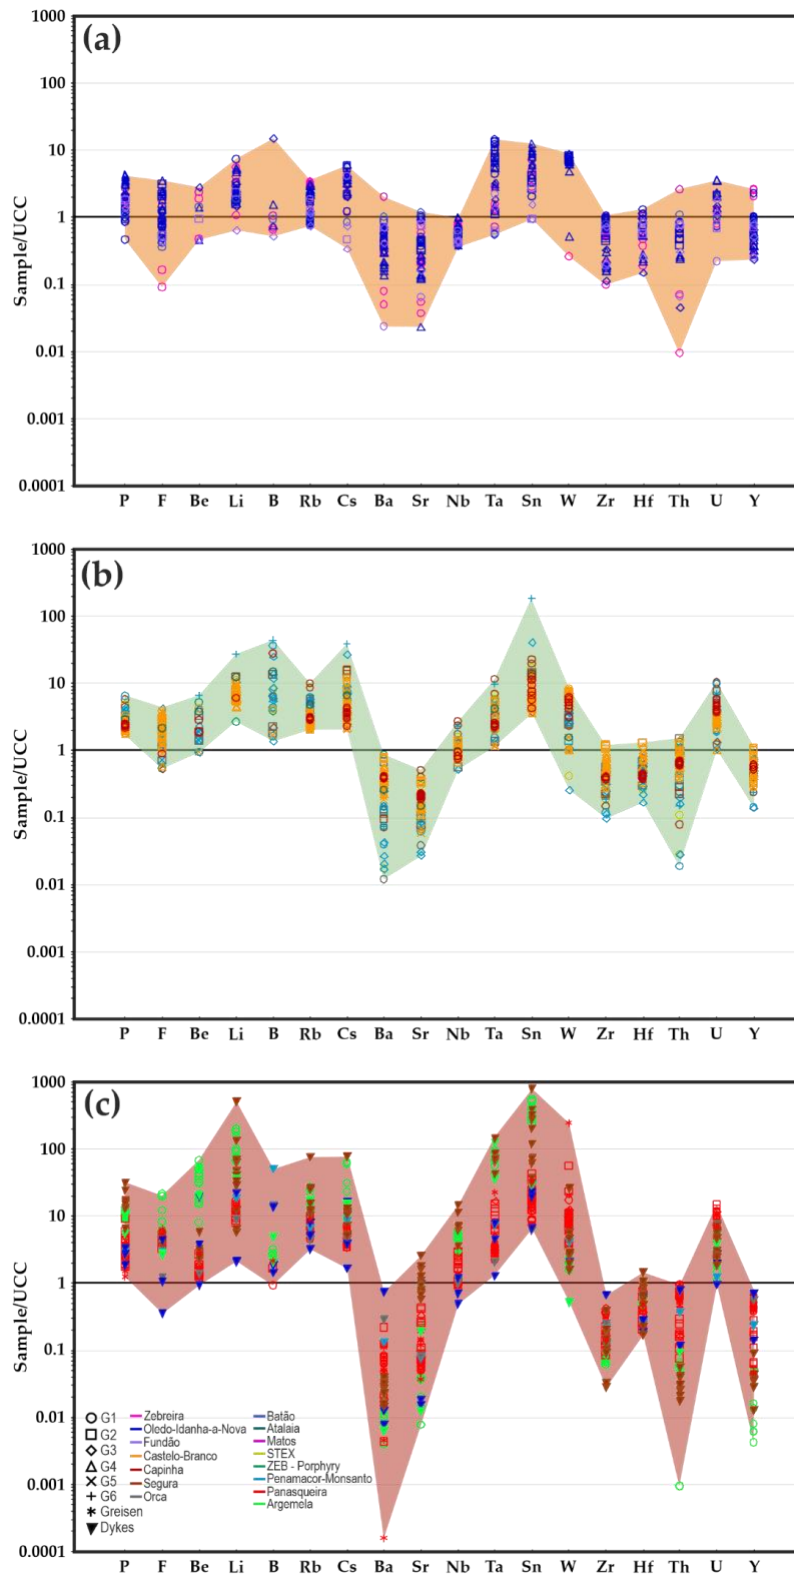 (a)
1000
100
10
1
0.1
0.01
0.001
0.0001
Sample/UCC
P F Be Li B Rb Cs Ba Sr Nb Ta Sn W Zr Hf Th U Y
(b)
1000
100
10
1
0.1
0.01
0.001
0.0001
Sample/UCC
P F Be Li B Rb Cs Ba Sr Nb Ta Sn W Zr Hf Th U Y
(c)
1000
100
10
1
0.1
0.01
0.001
0.0001
Sample/UCC
G1
G2
G3
G4
G5
G6
Greisen
Dykes
Zebreira
Oledo-Idanha-a-Nova
Fundão
Castelo-Branco
Capinha
Segura
Orca
Batão
Atalaia
Matos
STEX
ZEB - Porphyry
Penamacor-Monsanto
Panasqueira
Argemela
P F Be Li B Rb Cs Ba Sr Nb Ta Sn W Zr Hf Th U Y